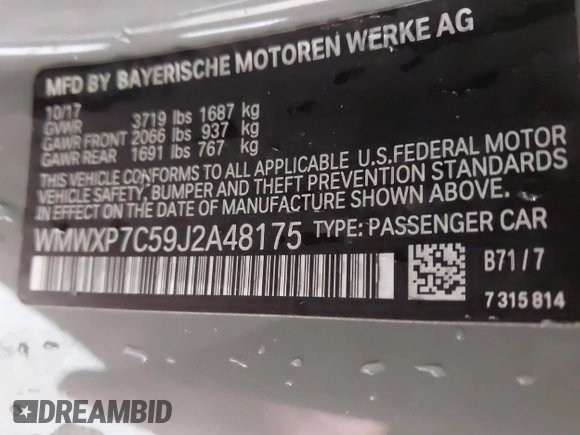 MFD BY BAYERISCHE MOTOREN WERKE AG
10/17
GVWR 3719 lbs 1687 kg
GAWR FRONT 2066 lbs 937 kg
GAWR REAR 1691 lbs 767 kg
THIS VEHICLE CONFORMS TO ALL APPLICABLE U.S.FEDERAL MOTOR
VEHICLE SAFETY, BUMPER AND THEFT PREVENTION STANDARDS
IN EFFECT ON THE DATE OF MANUFACTURE SHOWN ABOVE.
WMWXP7C59J2A48175 TYPE: PASSENGER CAR
B71/7
7 315 814
DREAMBID